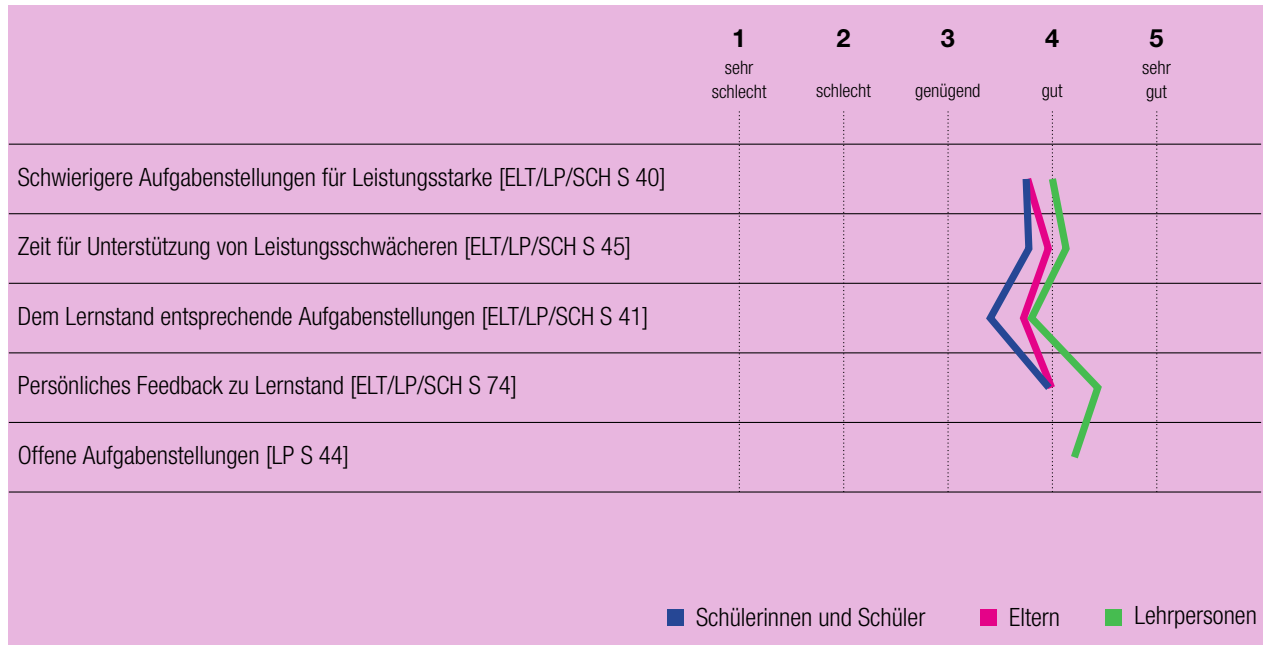 1 2 3 4 5
sehr schlecht schlecht genügend gut sehr gut
Schwierigere Aufgabenstellungen für Leistungsstarke [ELT/LP/SCH S 40]
Zeit für Unterstützung von Leistungsschwächeren [ELT/LP/SCH S 45]
Dem Lernstand entsprechende Aufgabenstellungen [ELT/LP/SCH S 41]
Persönliches Feedback zu Lernstand [ELT/LP/SCH S 74]
Offene Aufgabenstellungen [LP S 44]
Schülerinnen und Schüler Eltern Lehrpersonen